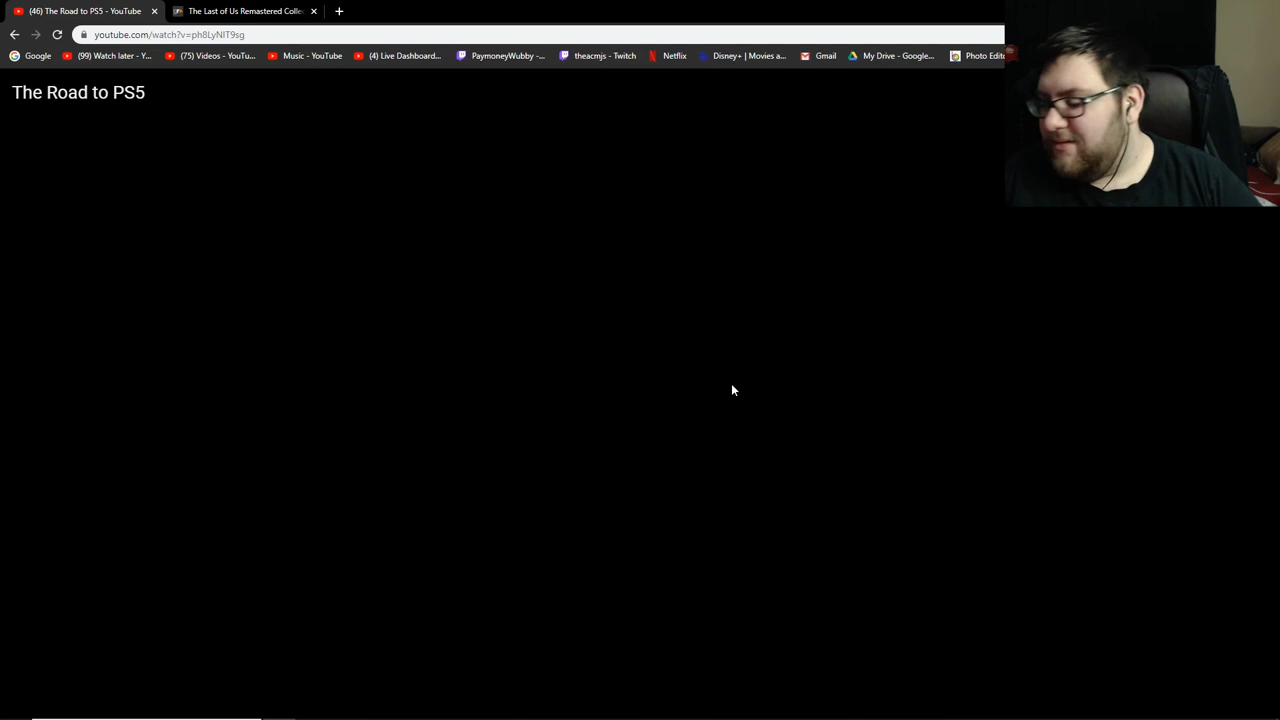 (46) The Road to PS5 - YouTube
The Last of Us Remastered Colle
youtube.com/watch?v=ph8LyNIT9sg
Google
(99) Watch later - Y...
(75) Videos - YouTu...
Music - YouTube
(4) Live Dashboard...
PaymoneyWubby -...
theacmjs - Twitch
Netflix
Disney+ | Movies a...
Gmail
My Drive - Google...
Photo Edit
The Road to PS5